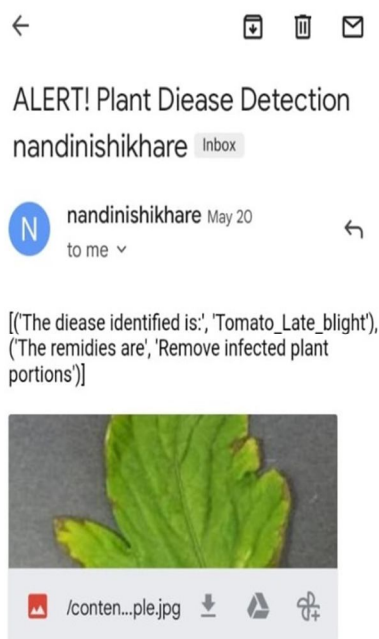 ALERT! Plant Diease Detection
nandinishikhare Inbox
N
nandinishikhare May 20
to me
[('The diease identified is:', 'Tomato_Late_blight'),
('The remidies are', 'Remove infected plant
portions')]
/conten...ple.jpg